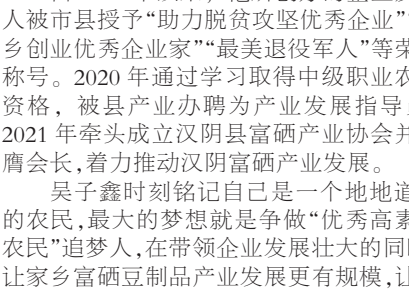 人被市县授予“助力脱贫攻坚优秀企业”
乡创业优秀企业家”“最美退役军人”等荣
称号。2020年通过学习取得中级职业农
资格，被县产业办聘为产业发展指导
2021年牵头成立汉阴县富硒产业协会并
膺会长，着力推动汉阴富硒产业发展。
吴子鑫时刻铭记自己是一个地地道
的农民，最大的梦想就是争做“优秀高素
农民”追梦人，在带领企业发展壮大的同
让家乡富硒豆制品产业发展更有规模，让